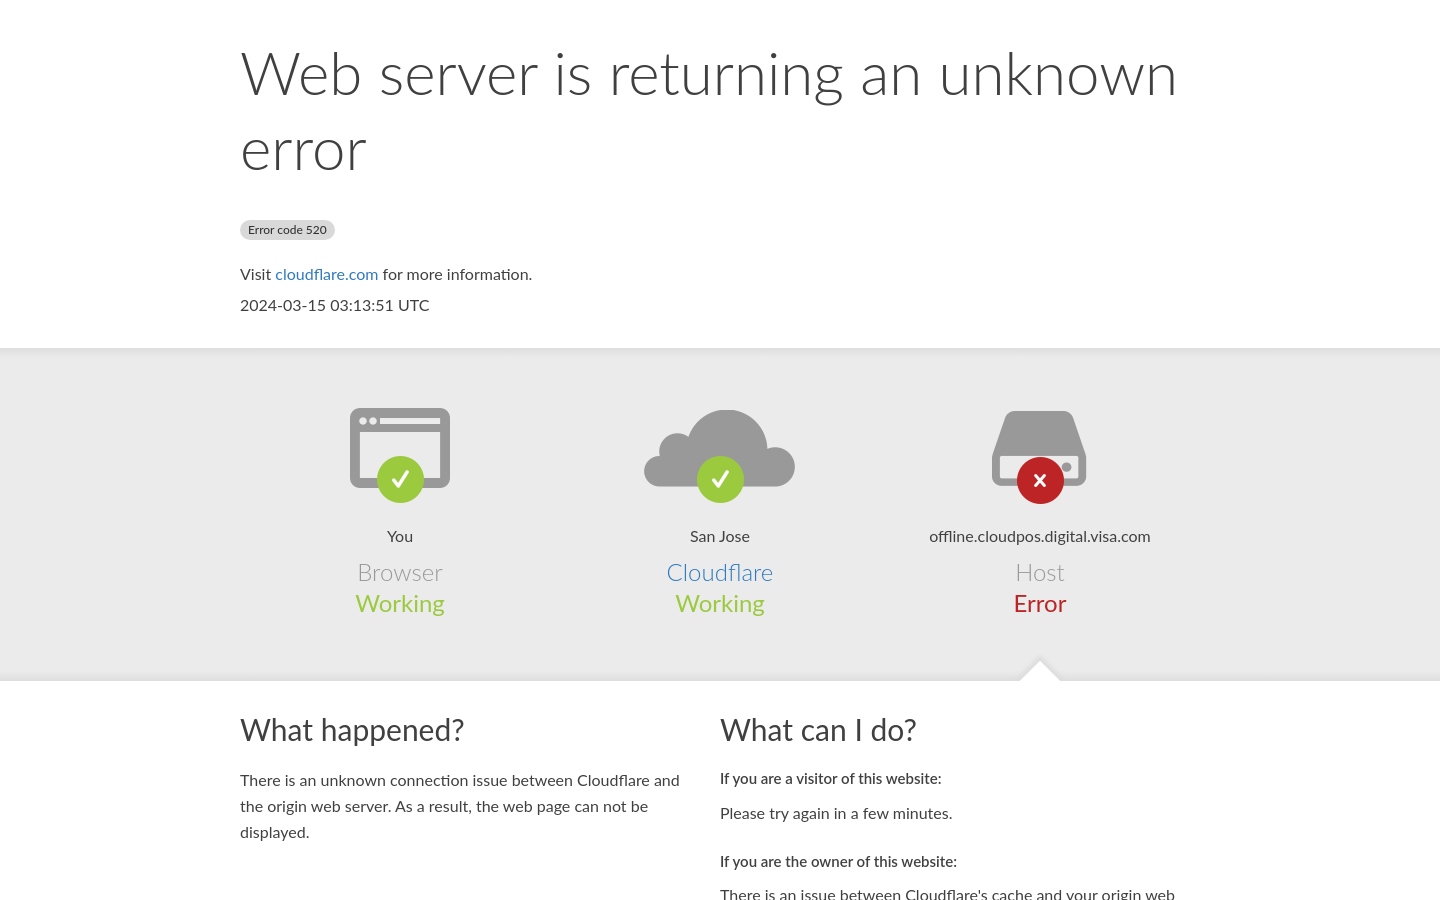 Web server is returning an unknown
error
Error code 520
Visit cloudflare.com for more information.
2024-03-15 03:13:51 UTC
You
Browser
Working
San Jose
Cloudflare
Working
offline.cloudpos.digital.visa.com
Host
Error
What happened?
There is an unknown connection issue between Cloudflare and
the origin web server. As a result, the web page can not be
displayed.
What can I do?
If you are a visitor of this website:
Please try again in a few minutes.
If you are the owner of this website:
There is an issue between Cloudflare's cache and your origin web